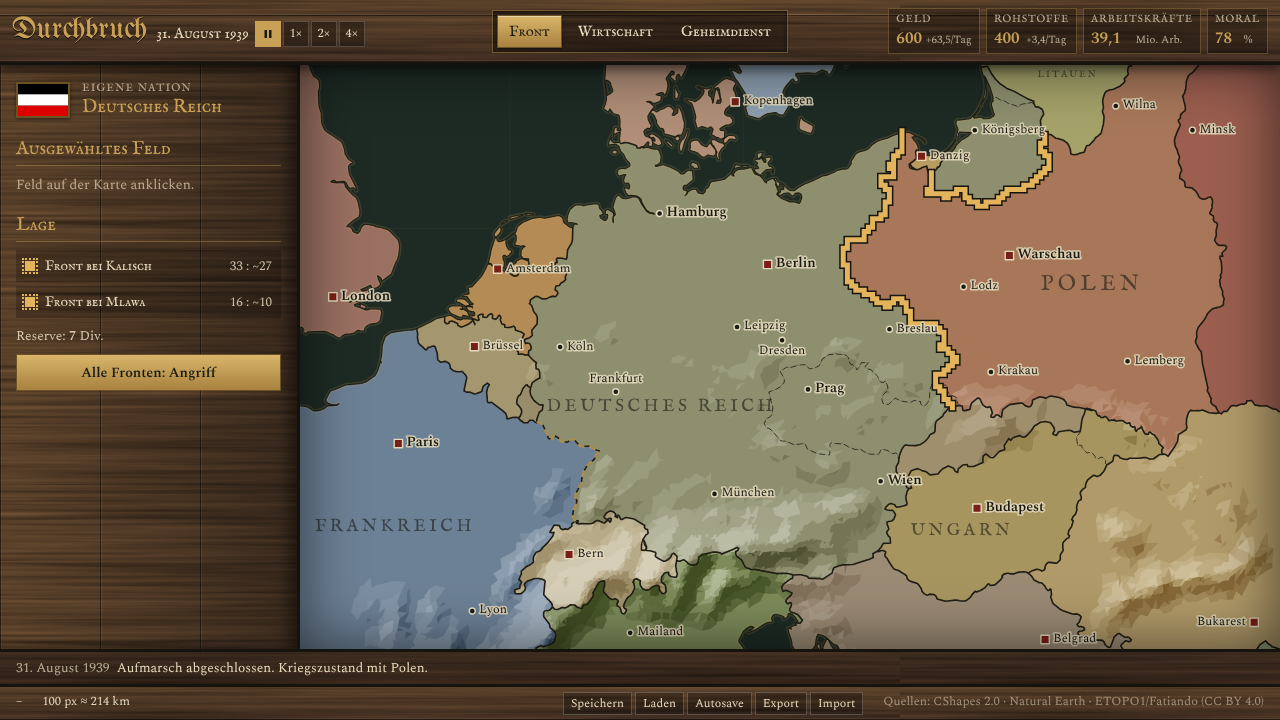 Durchbruch
31. August 1939
1×
2×
4×
Front
Wirtschaft
Geheimdienst
GELD
600 +63,5/Tag
ROHSTOFFE
400 +3,4/Tag
ARBEITSKRÄFTE
39,1 Mio. Arb.
MORAL
78 %
EIGENE NATION
Deutsches Reich
Ausgewähltes Feld
Feld auf der Karte anklicken.
Lage
Front bei Kalisch 33 : ~27
Front bei Mlawa 16 : ~10
Reserve: 7 Div.
Alle Fronten: Angriff
LITAUEN
Kopenhagen
Wilna
Königsberg
Minsk
Danzig
Hamburg
Berlin
Warschau
Amsterdam
POLEN
Lodz
London
Leipzig
Breslau
Brüssel
Köln
Dresden
Lemberg
Krakau
Frankfurt
Prag
DEUTSCHES REICH
Paris
Wien
München
Budapest
FRANKREICH
UNGARN
Bern
Lyon
Mailand
Bukarest
Belgrad
31. August 1939 Aufmarsch abgeschlossen. Kriegszustand mit Polen.
– 100 px ≈ 214 km
Speichern
Laden
Autosave
Export
Import
Quellen: CShapes 2.0 · Natural Earth · ETOPO1/Fatiando (CC BY 4.0)